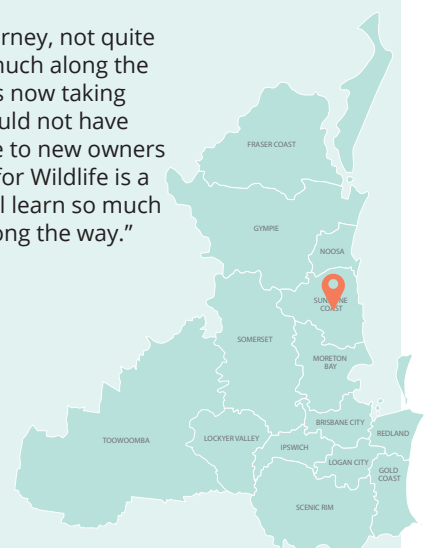 rney, not quite
much along the
s now taking
uld not have
e to new owners
for Wildlife is a
l learn so much
ong the way.”
FRASER COAST
GYMPIE
NOOSA
COAST
SOMERSET
MORETON
BAY
BRISBANE CITY
REDLAND
TOOWOOMBA
LOCKYER VALLEY
IPSWICH
LOGAN CITY
GOLD
COAST
SCENIC RIM